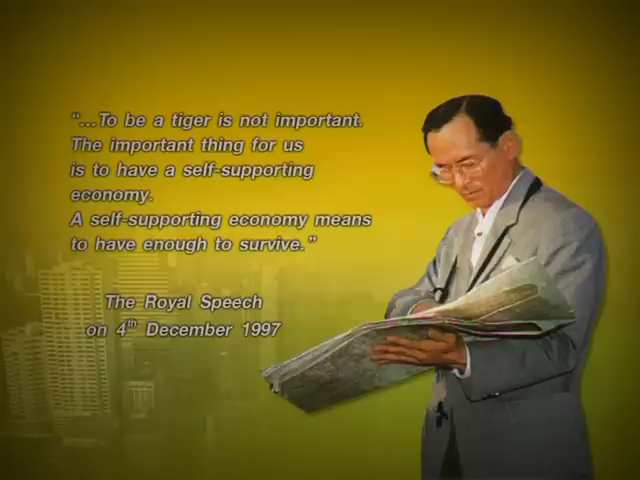 "...To be a tiger is not important.
The important thing for us
is to have a self-supporting
economy.
A self-supporting economy means
to have enough to survive."
The Royal Speech
on 4th December 1997